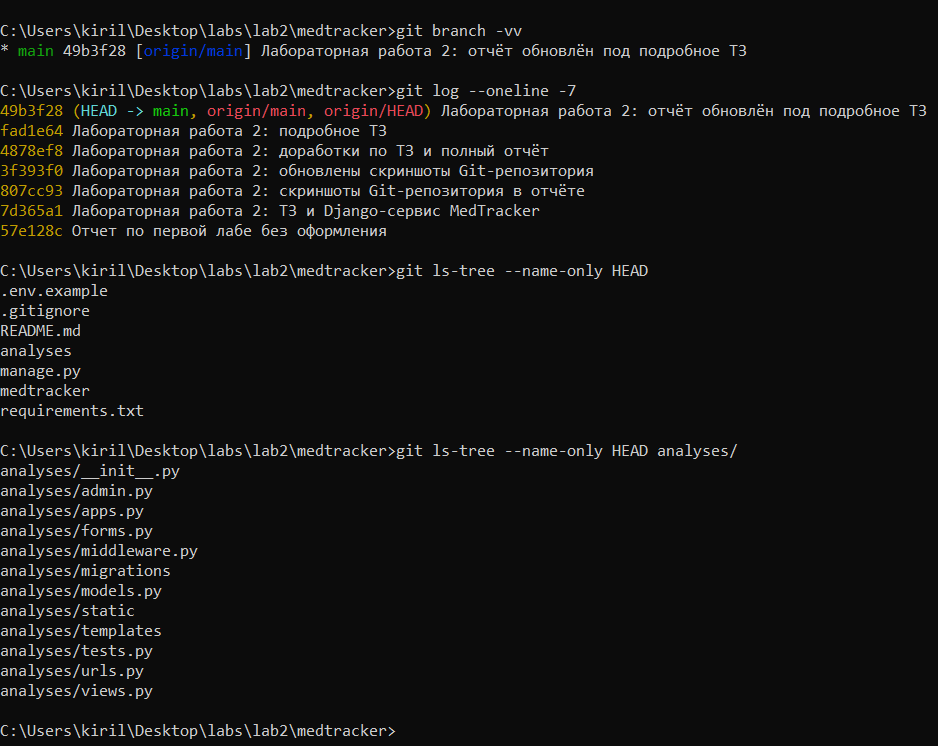 C:\Users\kiril\Desktop\labs\lab2\medtracker>git branch -vv
* main 49b3f28 [origin/main] Лабораторная работа 2: отчёт обновлён под подробное ТЗ
C:\Users\kiril\Desktop\labs\lab2\medtracker>git log --oneline -7
49b3f28 (HEAD -> main, origin/main, origin/HEAD) Лабораторная работа 2: отчёт обновлён под подробное ТЗ
fad1e64 Лабораторная работа 2: подробное ТЗ
4878ef8 Лабораторная работа 2: доработки по ТЗ и полный отчёт
3f393f0 Лабораторная работа 2: обновлены скриншоты Git-репозитория
807cc93 Лабораторная работа 2: скриншоты Git-репозитория в отчёте
7d365a1 Лабораторная работа 2: ТЗ и Django-сервис MedTracker
57e128c Отчет по первой лабе без оформления
C:\Users\kiril\Desktop\labs\lab2\medtracker>git ls-tree --name-only HEAD
.env.example
.gitignore
README.md
analyses
manage.py
medtracker
requirements.txt
C:\Users\kiril\Desktop\labs\lab2\medtracker>git ls-tree --name-only HEAD analyses/
analyses/__init__.py
analyses/admin.py
analyses/apps.py
analyses/forms.py
analyses/middleware.py
analyses/migrations
analyses/models.py
analyses/static
analyses/templates
analyses/tests.py
analyses/urls.py
analyses/views.py
C:\Users\kiril\Desktop\labs\lab2\medtracker>